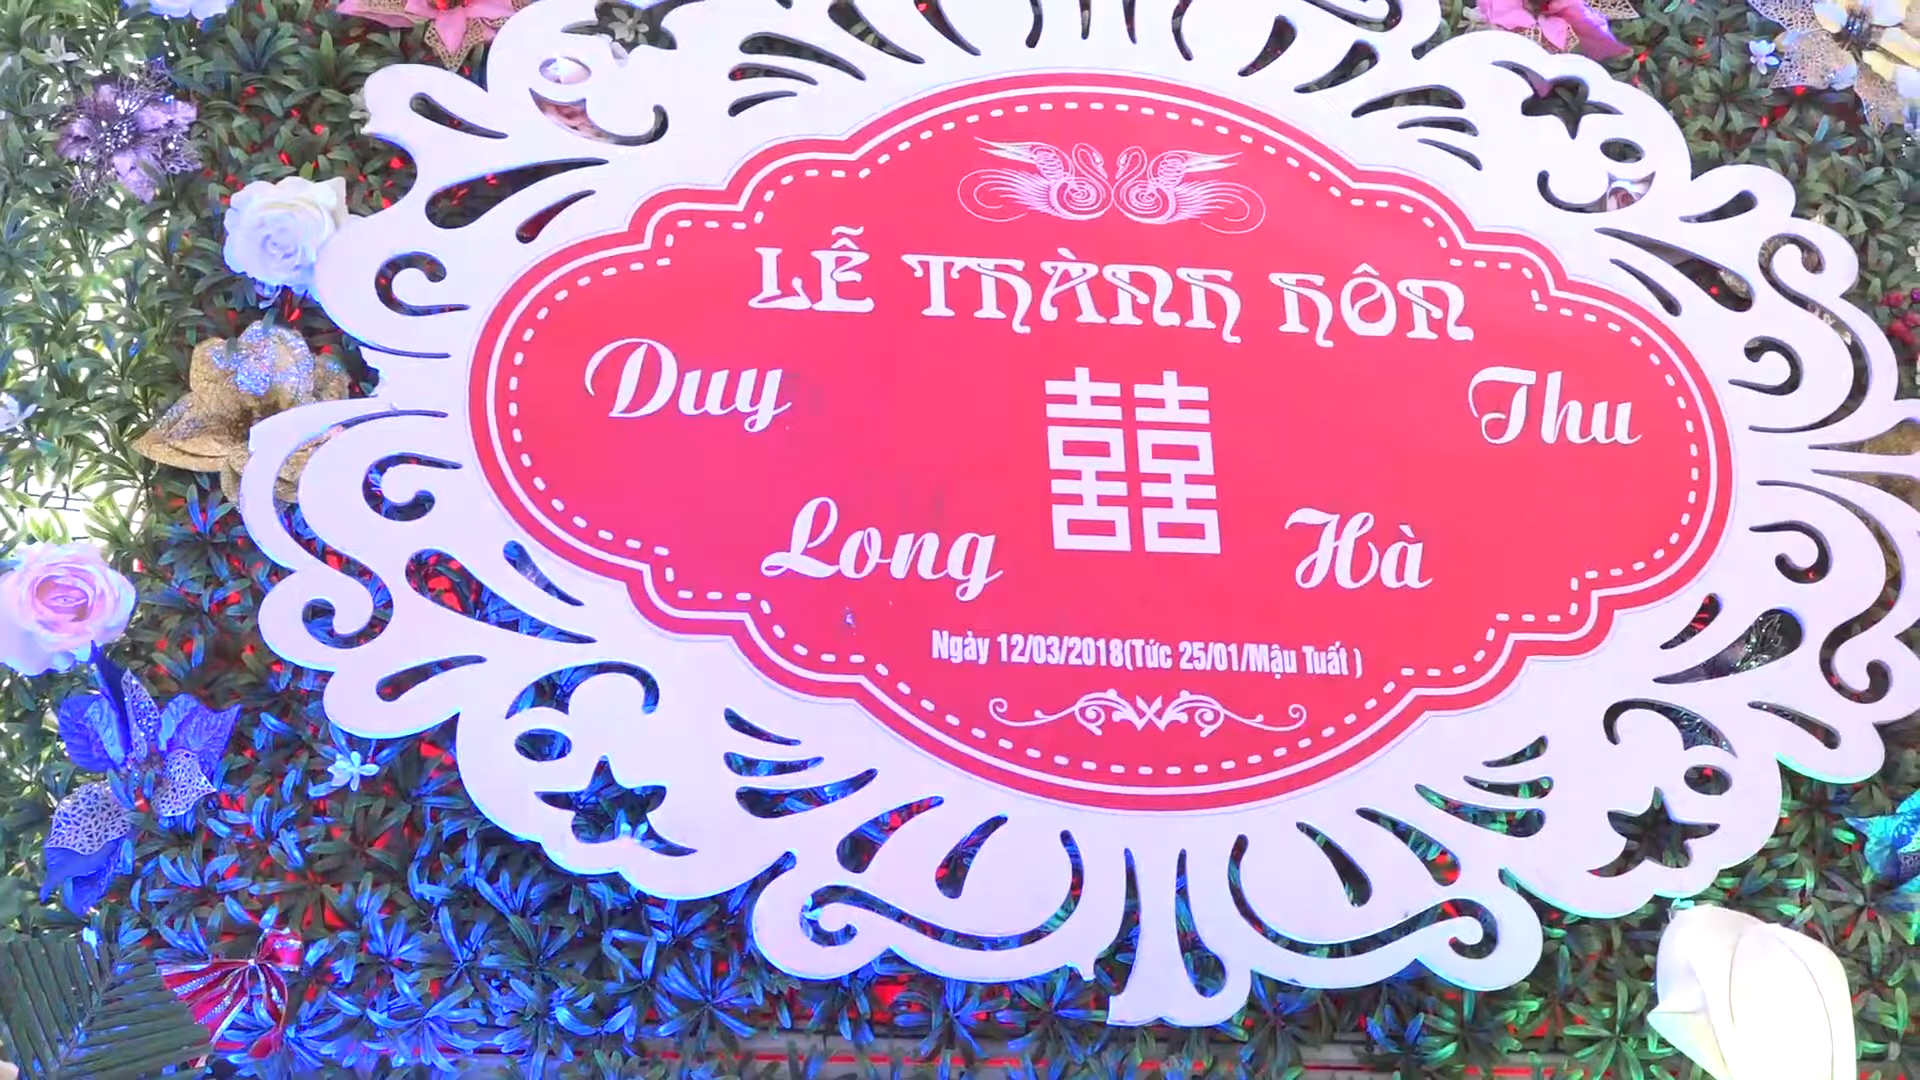 LỄ THÀNH HÔN
Duy Thu
囍
Long Hà
Ngày 12/03/2018(Tức 25/01/Mậu Tuất )